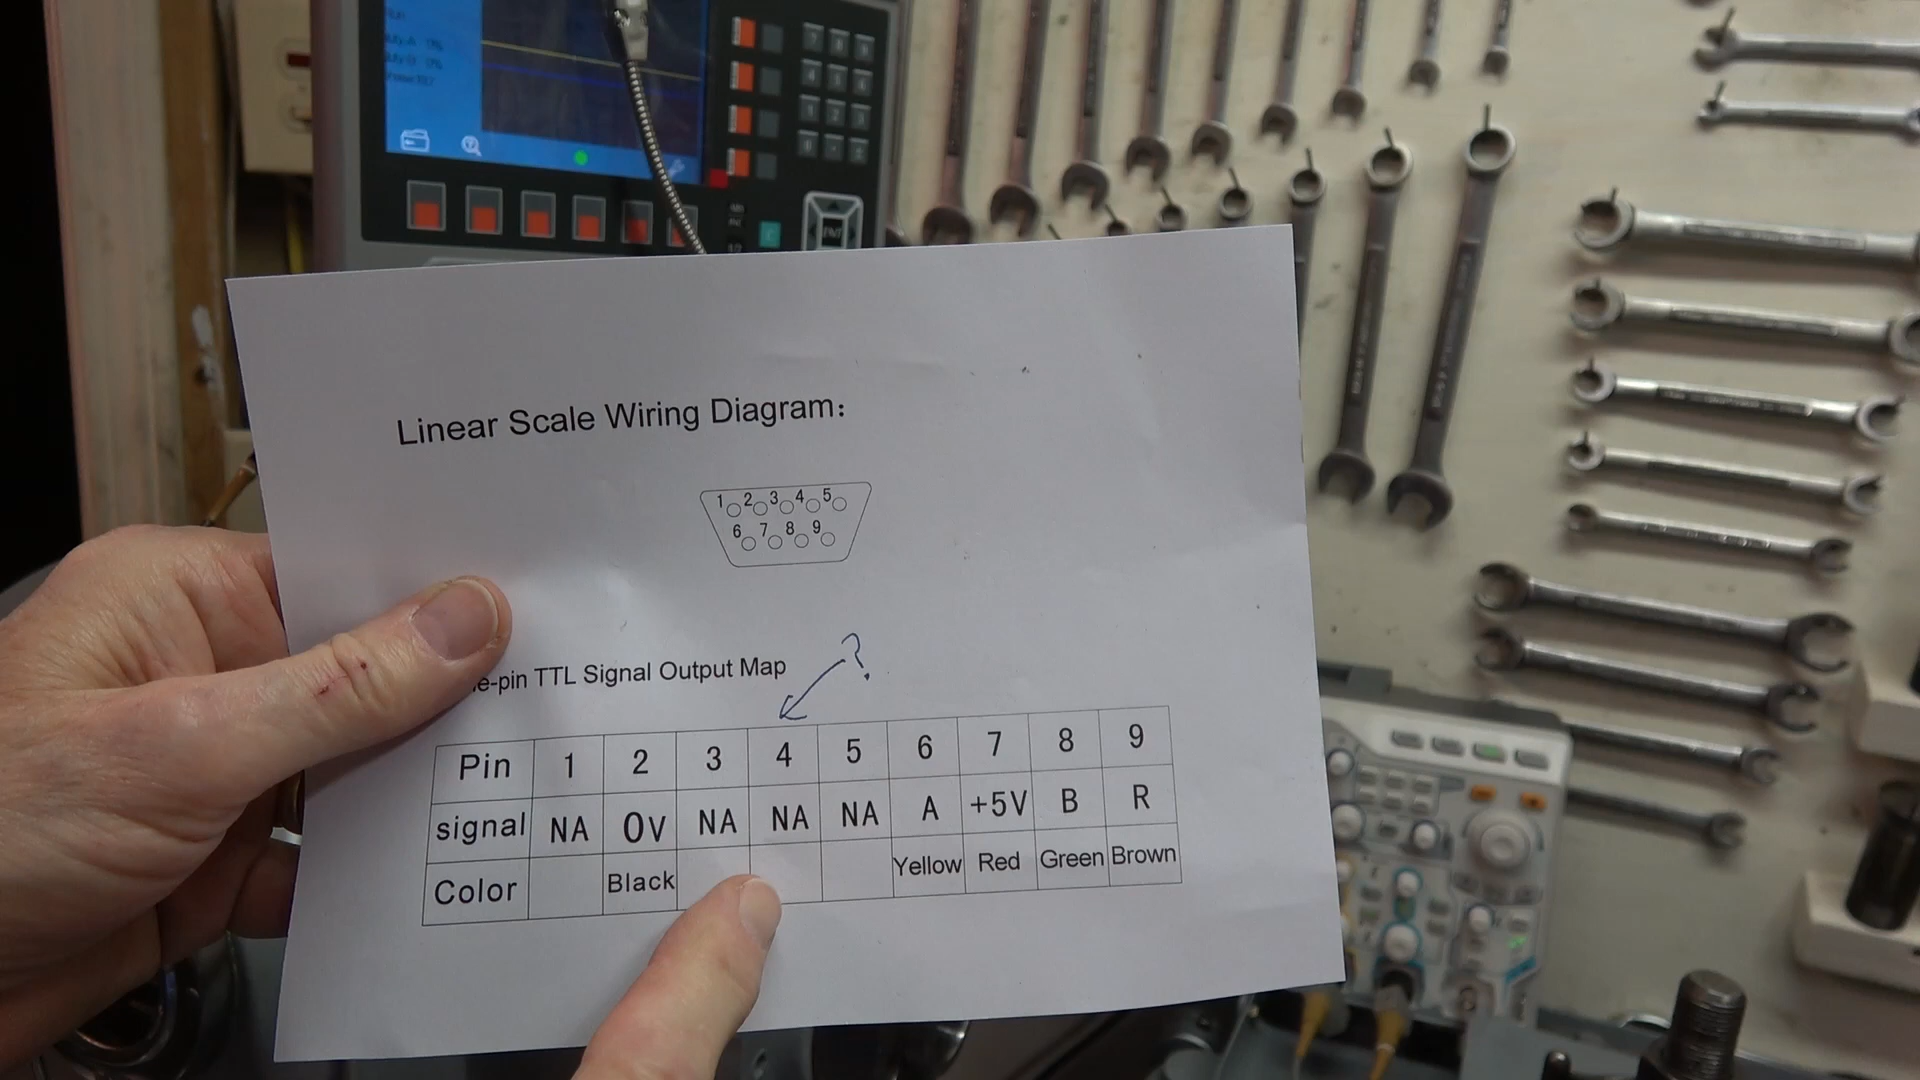 Linear Scale Wiring Diagram:
1 2 3 4 5
6 7 8 9
?
e-pin TTL Signal Output Map
Pin 1 2 3 4 5 6 7 8 9
signal NA 0V NA NA NA A +5V B R
Color Black Yellow Red Green Brown